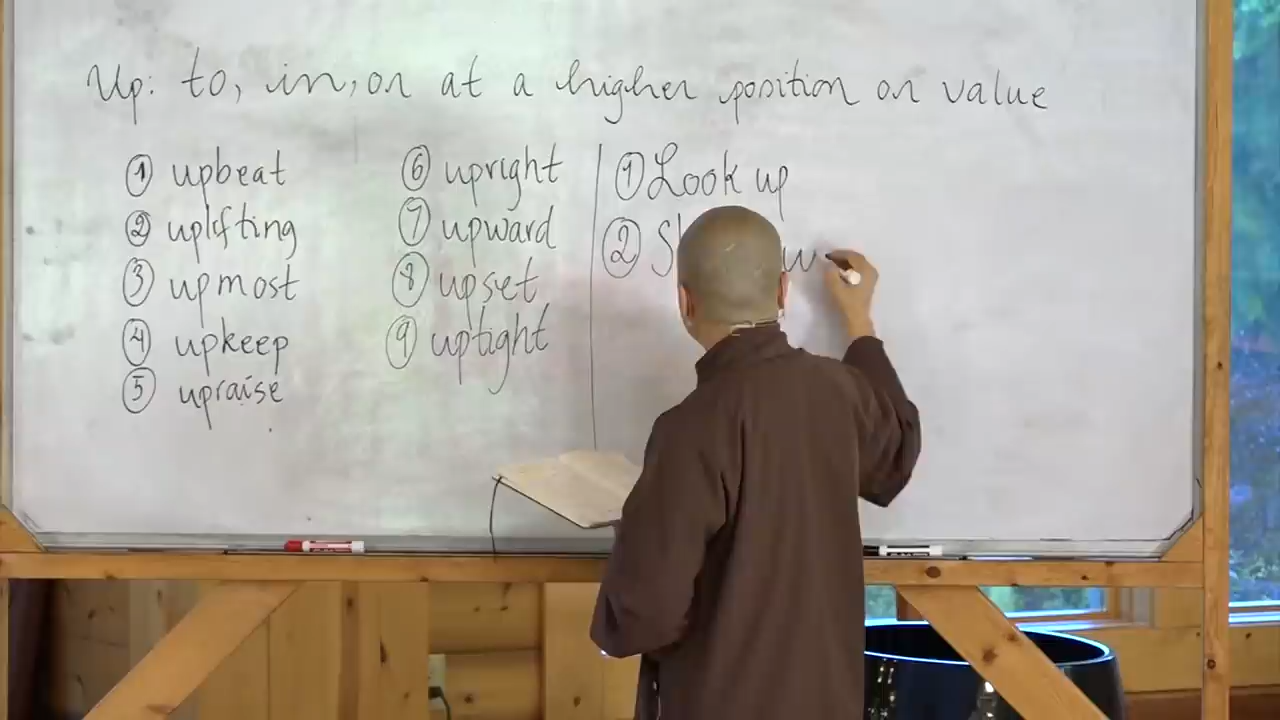 Up: to, in, or at a higher position or value
① upbeat
② uplifting
③ upmost
④ upkeep
⑤ upraise
⑥ upright
⑦ upward
⑧ upset
⑨ uptight
① Look up
②